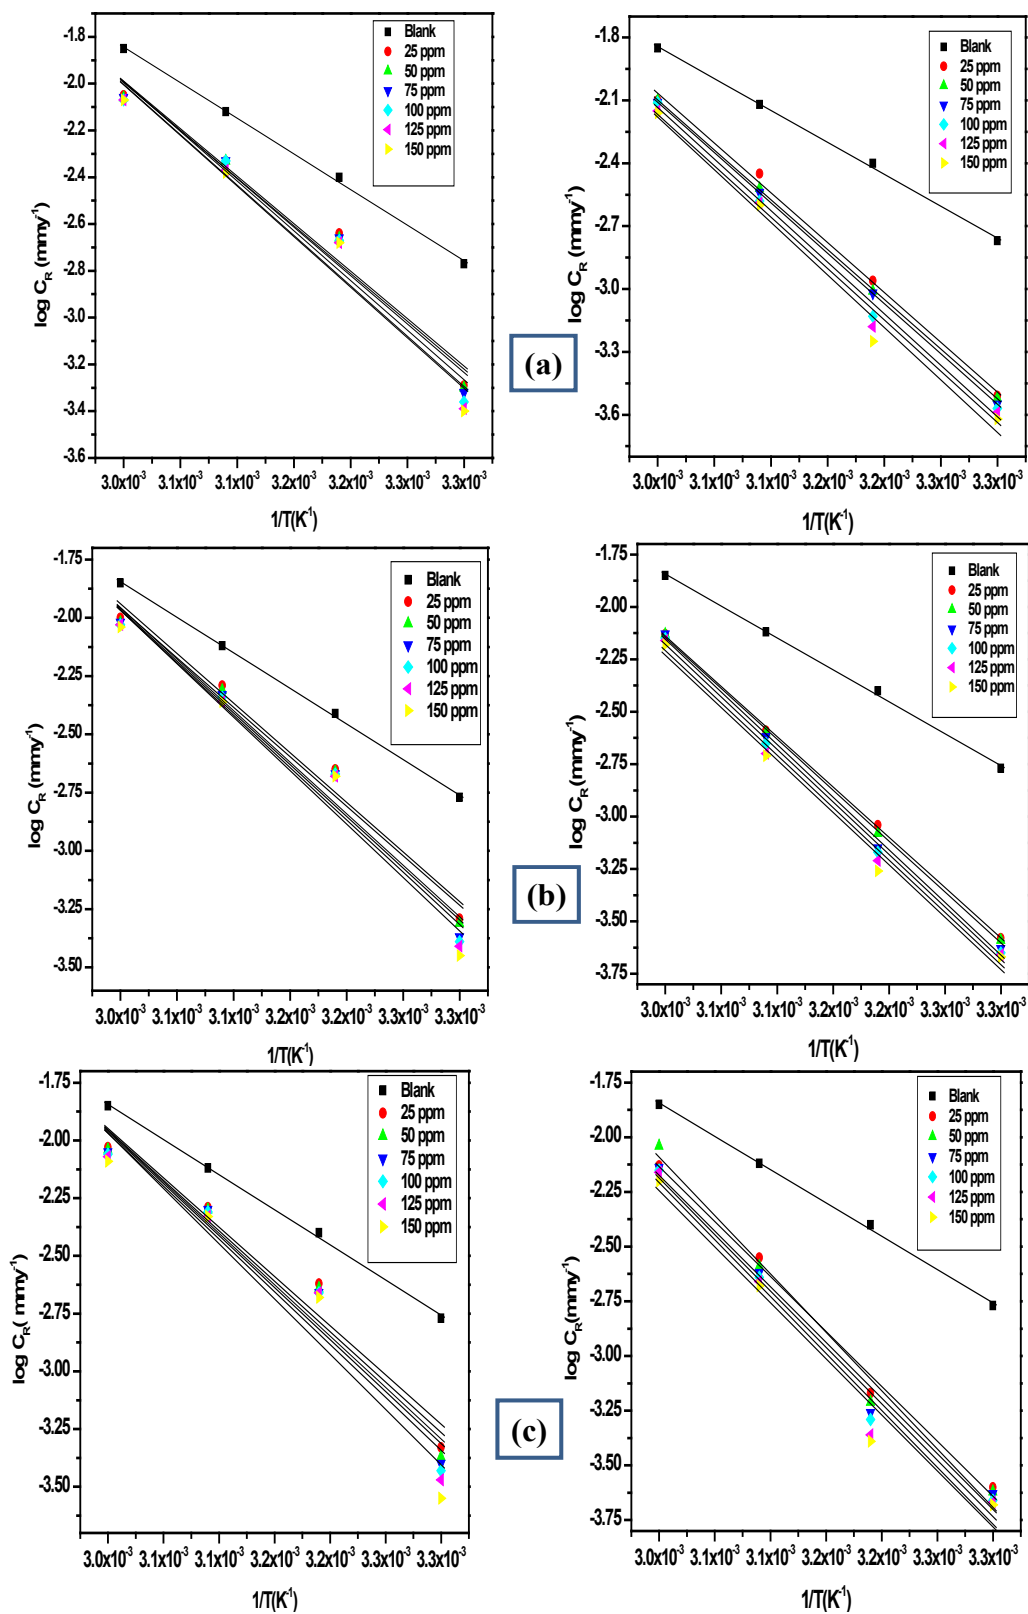 -1.8
-2.0
-2.2
-2.4
-2.6
-2.8
-3.0
-3.2
-3.4
-3.6
log C_R (mmy⁻¹)
Blank
25 ppm
50 ppm
75 ppm
100 ppm
125 ppm
150 ppm
3.0x10⁻³ 3.1x10⁻³ 3.1x10⁻³ 3.2x10⁻³ 3.2x10⁻³ 3.3x10⁻³ 3.3x10⁻³
1/T(K⁻¹)
(a)
-1.8
-2.1
-2.4
-2.7
-3.0
-3.3
-3.6
log C_R (mmy⁻¹)
Blank
25 ppm
50 ppm
75 ppm
100 ppm
125 ppm
150 ppm
3.0x10⁻³ 3.1x10⁻³ 3.1x10⁻³ 3.2x10⁻³ 3.2x10⁻³ 3.3x10⁻³ 3.3x10⁻³
1/T(K⁻¹)
-1.75
-2.00
-2.25
-2.50
-2.75
-3.00
-3.25
-3.50
log C_R (mmy⁻¹)
Blank
25 ppm
50 ppm
75 ppm
100 ppm
125 ppm
150 ppm
3.0x10⁻³ 3.1x10⁻³ 3.1x10⁻³ 3.2x10⁻³ 3.2x10⁻³ 3.3x10⁻³ 3.3x10⁻³
1/T(K⁻¹)
(b)
-1.75
-2.00
-2.25
-2.50
-2.75
-3.00
-3.25
-3.50
-3.75
log C_R (mmy⁻¹)
Blank
25 ppm
50 ppm
75 ppm
100 ppm
125 ppm
150 ppm
3.0x10⁻³ 3.1x10⁻³ 3.1x10⁻³ 3.2x10⁻³ 3.2x10⁻³ 3.3x10⁻³ 3.3x10⁻³
1/T(K⁻¹)
-1.75
-2.00
-2.25
-2.50
-2.75
-3.00
-3.25
-3.50
log C_R( mmy⁻¹)
Blank
25 ppm
50 ppm
75 ppm
100 ppm
125 ppm
150 ppm
3.0x10⁻³ 3.1x10⁻³ 3.1x10⁻³ 3.2x10⁻³ 3.2x10⁻³ 3.3x10⁻³ 3.3x10⁻³
1/T(K⁻¹)
(c)
-1.75
-2.00
-2.25
-2.50
-2.75
-3.00
-3.25
-3.50
-3.75
log C_R(mmy⁻¹)
Blank
25 ppm
50 ppm
75 ppm
100 ppm
125 ppm
150 ppm
3.0x10⁻³ 3.1x10⁻³ 3.1x10⁻³ 3.2x10⁻³ 3.2x10⁻³ 3.3x10⁻³ 3.3x10⁻³
1/T(K⁻¹)